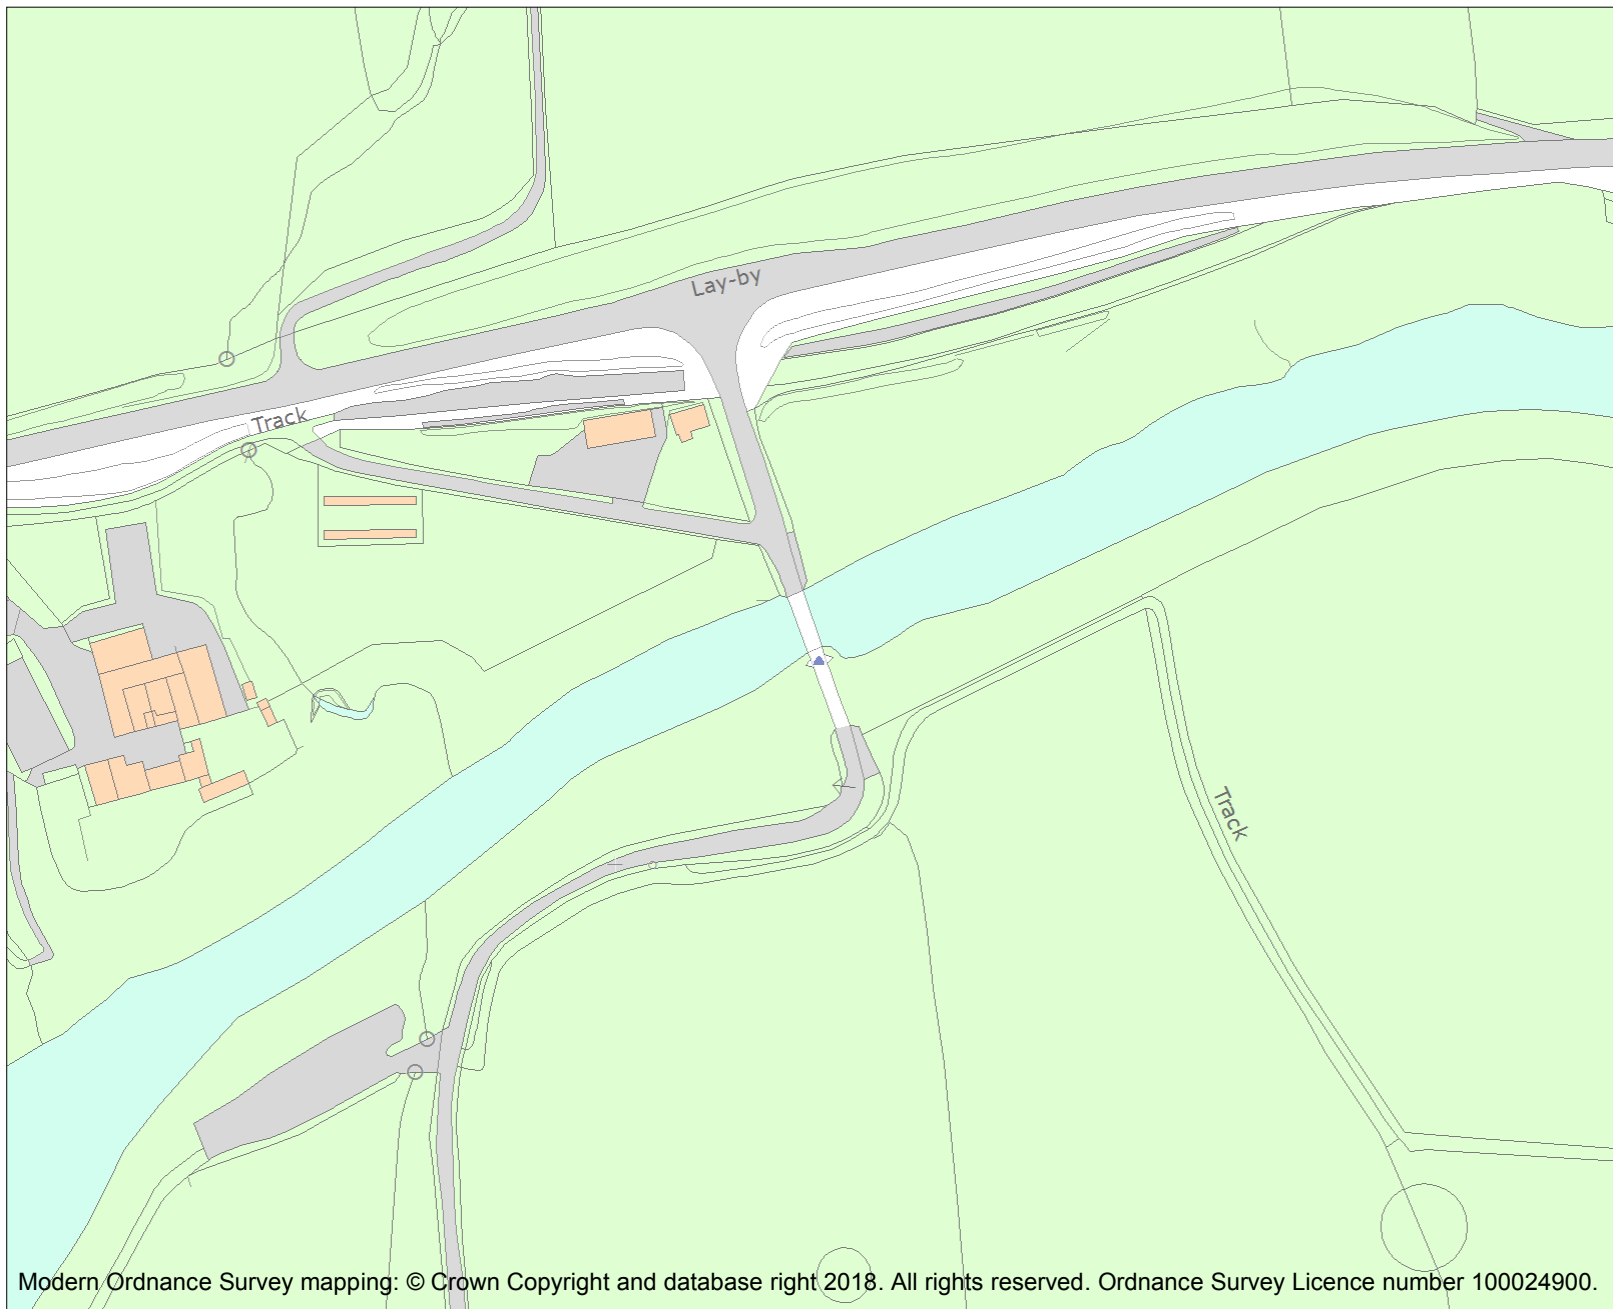 Lay-by
Track
Track
Modern Ordnance Survey mapping: © Crown Copyright and database right 2018. All rights reserved. Ordnance Survey Licence number 100024900.